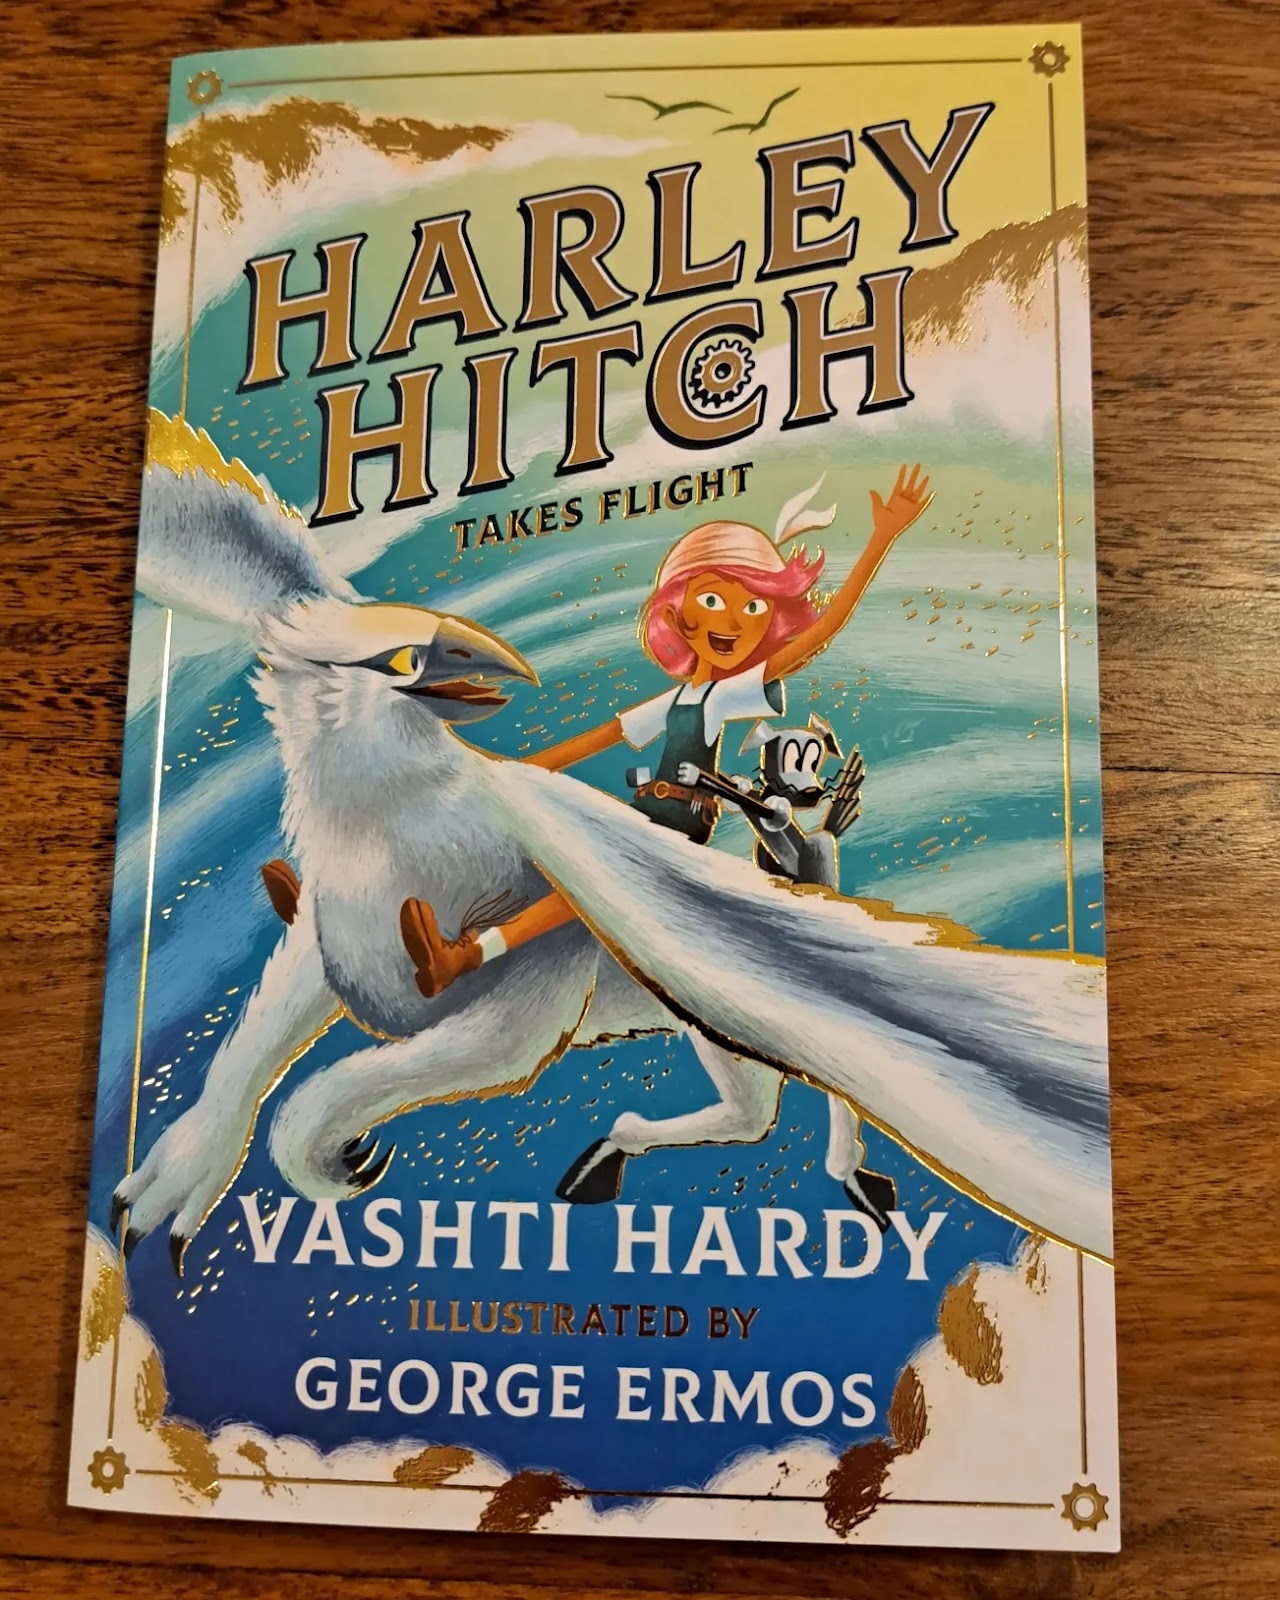 HARLEY
HITCH
TAKES FLIGHT
VASHTI HARDY
ILLUSTRATED BY
GEORGE ERMOS